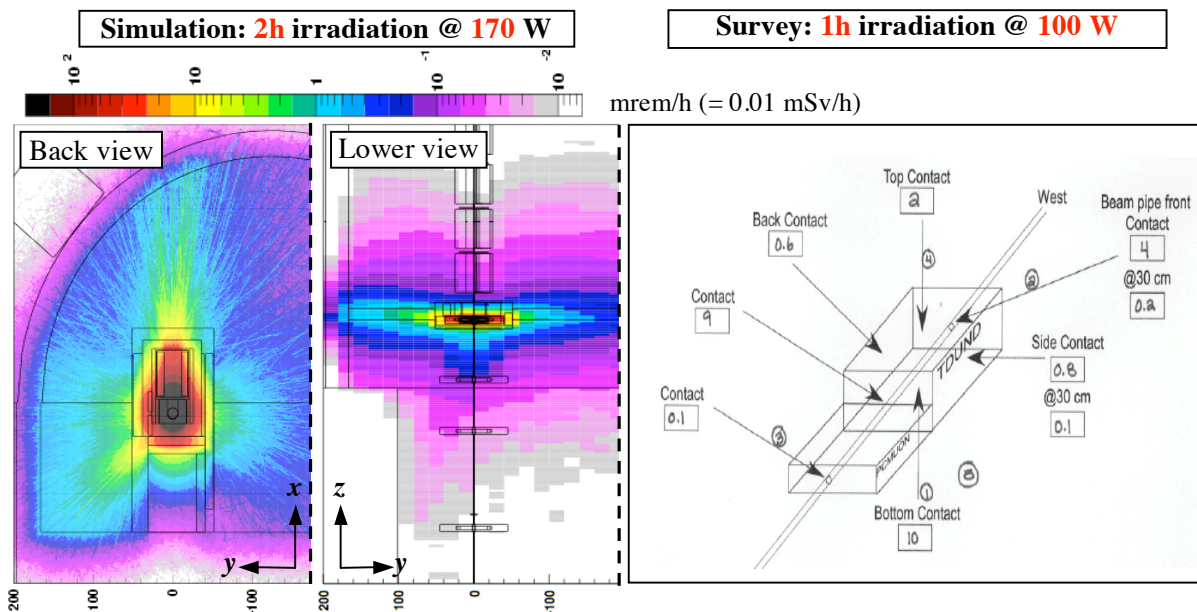 Simulation: 2h irradiation @ 170 W
Survey: 1h irradiation @ 100 W
10 2
10
1
10 -1
10 -2
mrem/h (= 0.01 mSv/h)
Back view
Lower view
x
y
z
y
200
100
0
-100
200
100
0
-100
Top Contact
2
West
Beam pipe front
Contact
4
@30 cm
0.2
Back Contact
0.6
4
2
Contact
9
TDUND
Side Contact
0.8
@30 cm
0.1
Contact
0.1
3
PCMUON
1
Bottom Contact
10